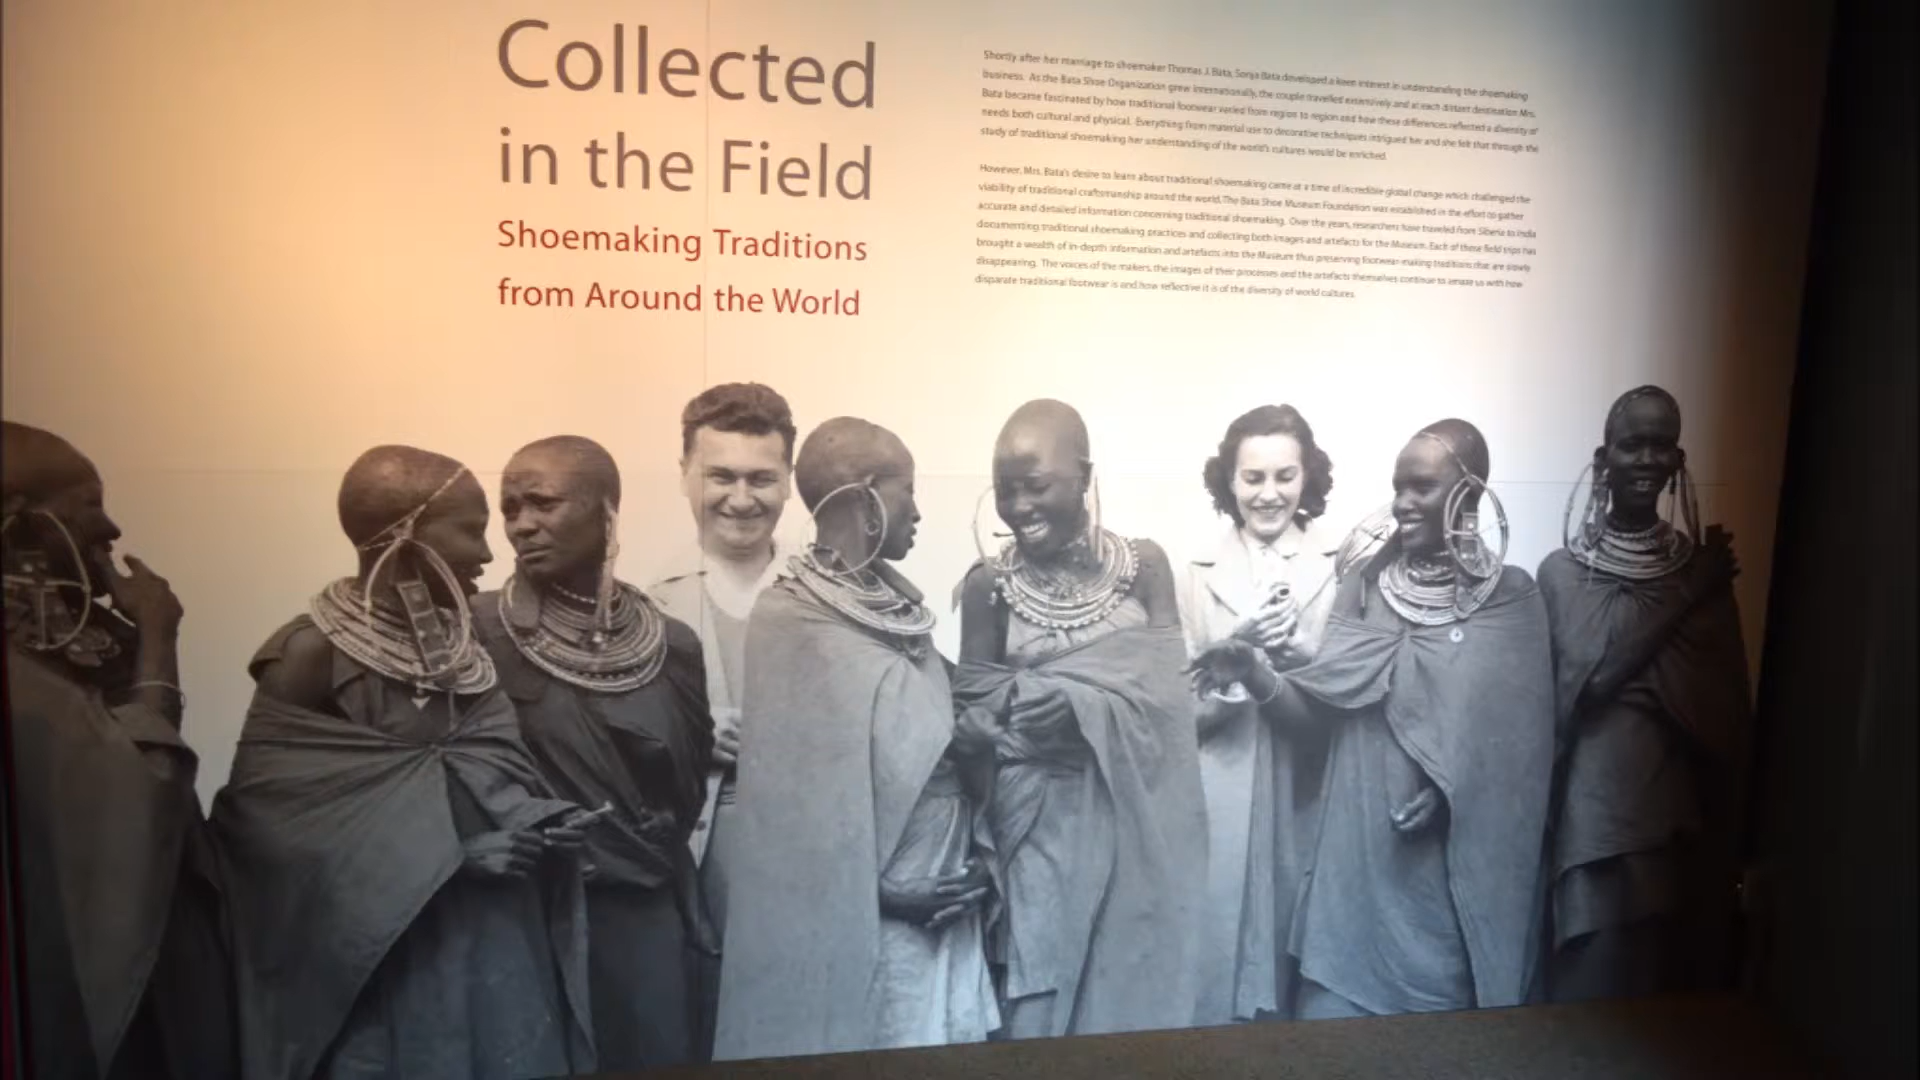 Collected
in the Field
Shoemaking Traditions
from Around the World
Shortly after her marriage to shoemaker Thomas J. Bata, Sonja Bata developed a keen interest in understanding the shoemaking
business. As the Bata Shoe Organization grew internationally, the couple travelled extensively and at each distant destination Mrs.
Bata became fascinated by how traditional footwear varied from region to region and how these differences reflected a diversity of
needs both cultural and physical. Everything from material use to decorative techniques intrigued her and she felt that through the
study of traditional shoemaking her understanding of the world's cultures would be enriched.
However, Mrs. Bata's desire to learn about traditional shoemaking came at a time of incredible global change which challenged the
viability of traditional craftsmanship around the world. The Bata Shoe Museum Foundation was established in the effort to gather
accurate and detailed information concerning traditional shoemaking. Over the years, researchers have traveled from Siberia to India
documenting traditional shoemaking practices and collecting both images and artefacts for the Museum. Each of these field trips has
brought a wealth of in-depth information and artefacts into the Museum thus preserving footwear-making traditions that are slowly
disappearing. The voices of the makers, the images of their processes and the artefacts themselves continue to amaze us with how
disparate traditional footwear is and how reflective it is of the diversity of world cultures.